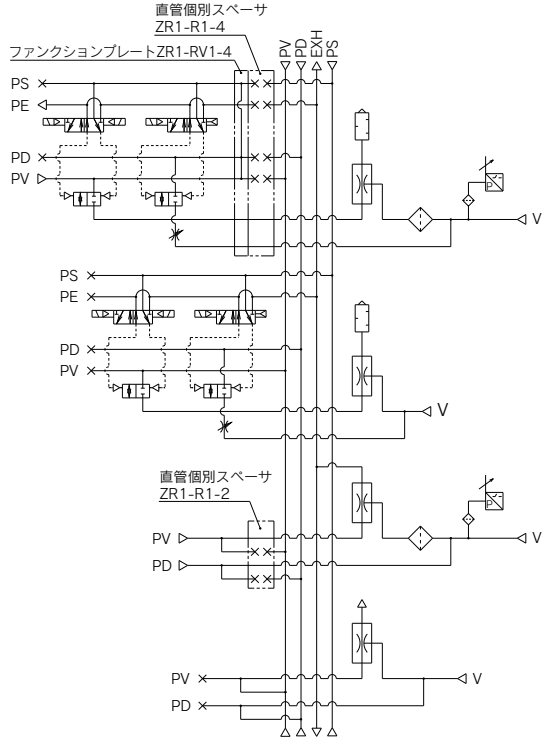 直管個別スペーサ
ZR1-R1-4
ファンクションプレートZR1-RV1-4
PV
PD
EXH
PS
PS
PE
PD
PV
P
V
PS
PE
PD
PV
V
直管個別スペーサ
ZR1-R1-2
P
PV
V
PD
PV
V
PD